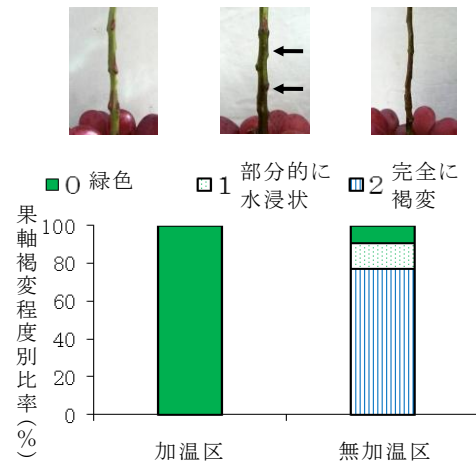 0 緑色
1 部分的に
水浸状
2 完全に
褐変
果軸褐変程度別比率(%)
100
80
60
40
20
0
加温区
無加温区